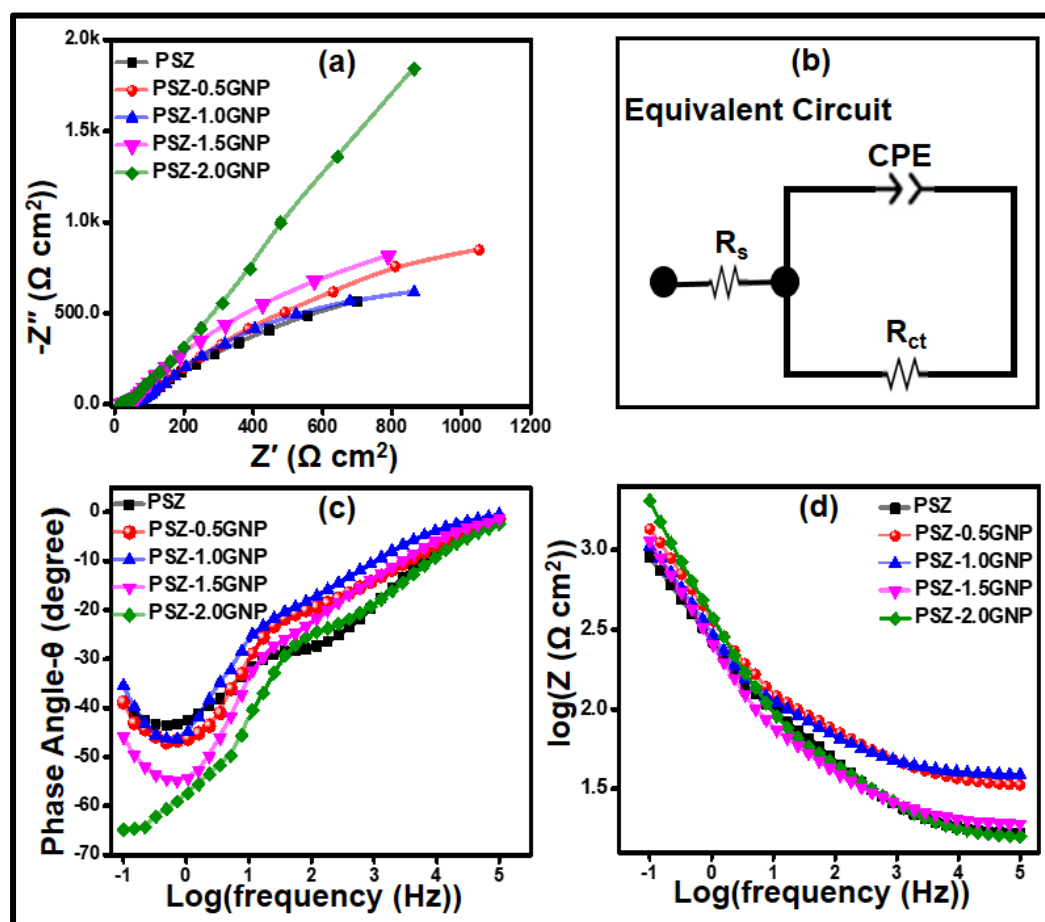 (a)
PSZ
PSZ-0.5GNP
PSZ-1.0GNP
PSZ-1.5GNP
PSZ-2.0GNP
2.0k
1.5k
1.0k
500.0
0.0
-Z″ (Ω cm²))
0 200 400 600 800 1000 1200
Z′ (Ω cm²)
(b)
Equivalent Circuit
CPE
Rs
Rct
(c)
PSZ
PSZ-0.5GNP
PSZ-1.0GNP
PSZ-1.5GNP
PSZ-2.0GNP
0
-10
-20
-30
-40
-50
-60
-70
Phase Angle-θ (degree)
-1 0 1 2 3 4 5
Log(frequency (Hz))
(d)
PSZ
PSZ-0.5GNP
PSZ-1.0GNP
PSZ-1.5GNP
PSZ-2.0GNP
3.0
2.5
2.0
1.5
log(Z (Ω cm²)
-1 0 1 2 3 4 5
Log(frequency (Hz))